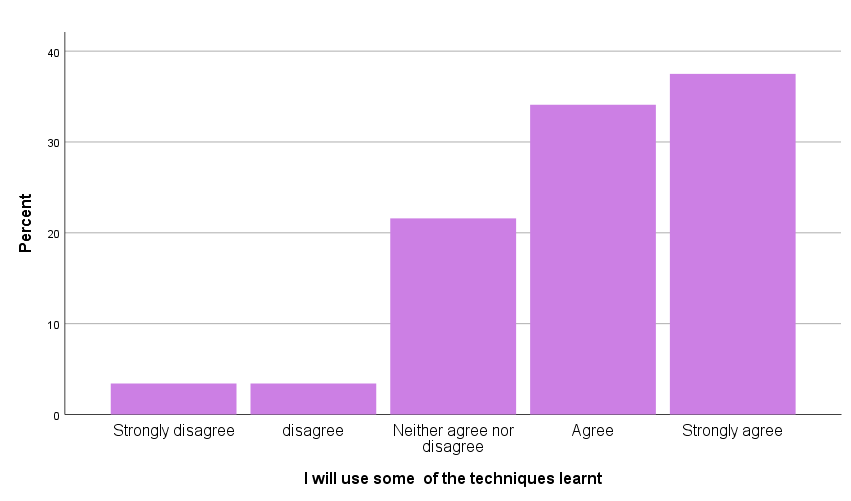 40
30
20
10
0
Percent
Strongly disagree
disagree
Neither agree nor
disagree
Agree
Strongly agree
I will use some  of the techniques learnt